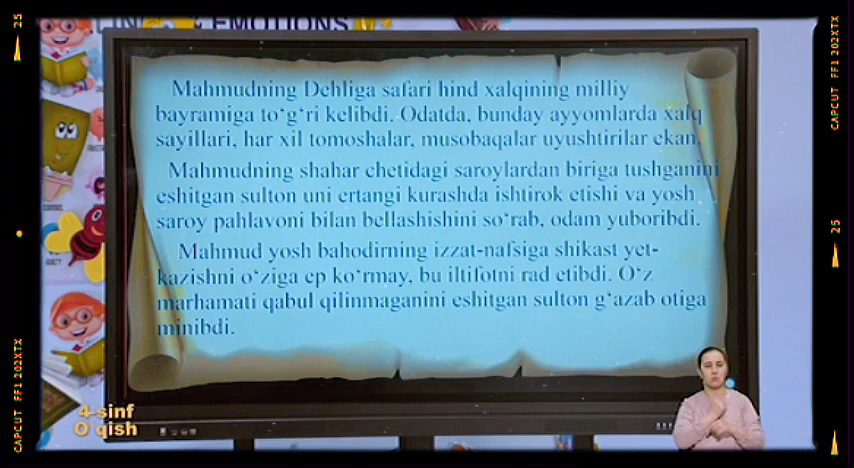 EMOTIONS
Mahmudning Dehliga safari hind xalqining milliy
bayramiga to‘g‘ri kelibdi. Odatda, bunday ayyomlarda xalq
sayillari, har xil tomoshalar, musobaqalar uyushtirilar ekan.
Mahmudning shahar chetidagi saroylardan biriga tushganini
eshitgan sulton uni ertangi kurashda ishtirok etishi va yosh
saroy pahlavoni bilan bellashishini so‘rab, odam yuboribdi.
Mahmud yosh bahodirning izzat-nafsiga shikast yet-
kazishni o‘ziga ep ko‘rmay, bu iltifotni rad etibdi. O‘z
marhamati qabul qilinmaganini eshitgan sulton g‘azab otiga
minibdi.
4-sinf
O'qish
25
CAPCUT FF1 202XTX
CAPCUT FF1 202XTX
25